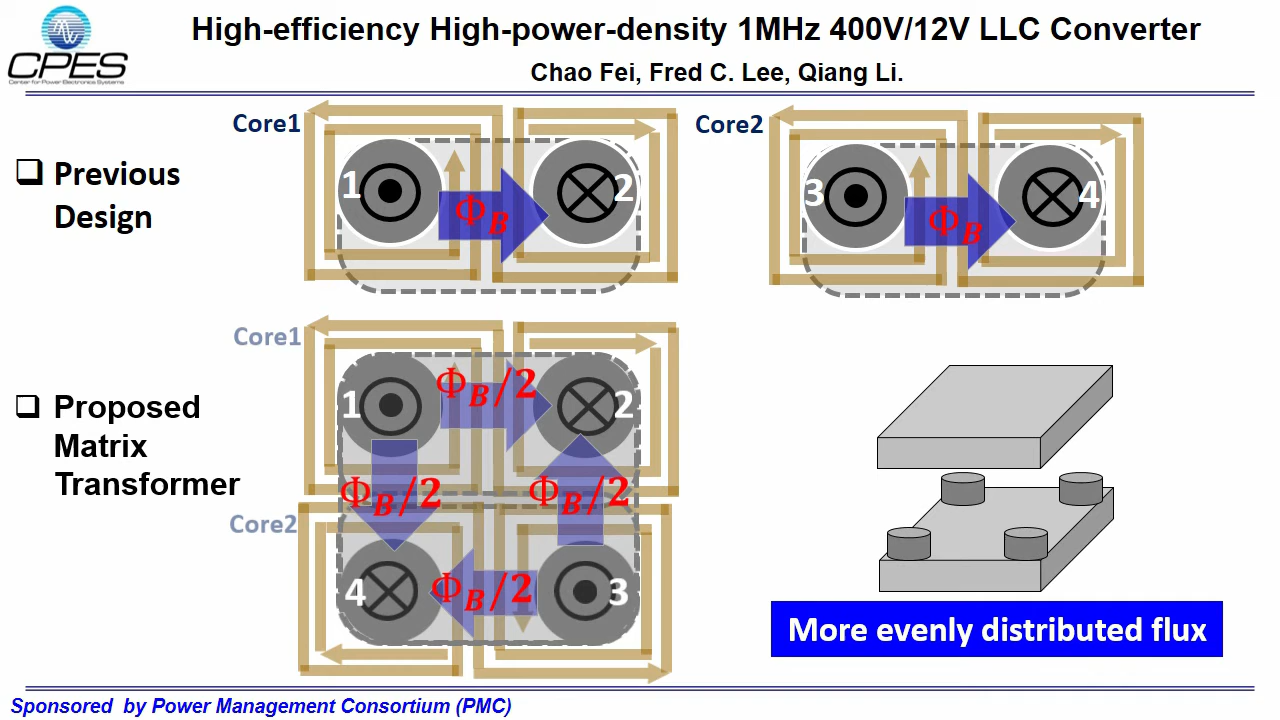 High-efficiency High-power-density 1MHz 400V/12V LLC Converter
CPES
Center for Power Electronics Systems
Chao Fei, Fred C. Lee, Qiang Li.
Core1
Core2
Previous
Design
1
Φ_B
2
3
Φ_B
4
Core1
1
Φ_B/2
2
Proposed
Matrix
Transformer
Φ_B/2
Φ_B/2
Core2
4
Φ_B/2
3
More evenly distributed flux
Sponsored by Power Management Consortium (PMC)